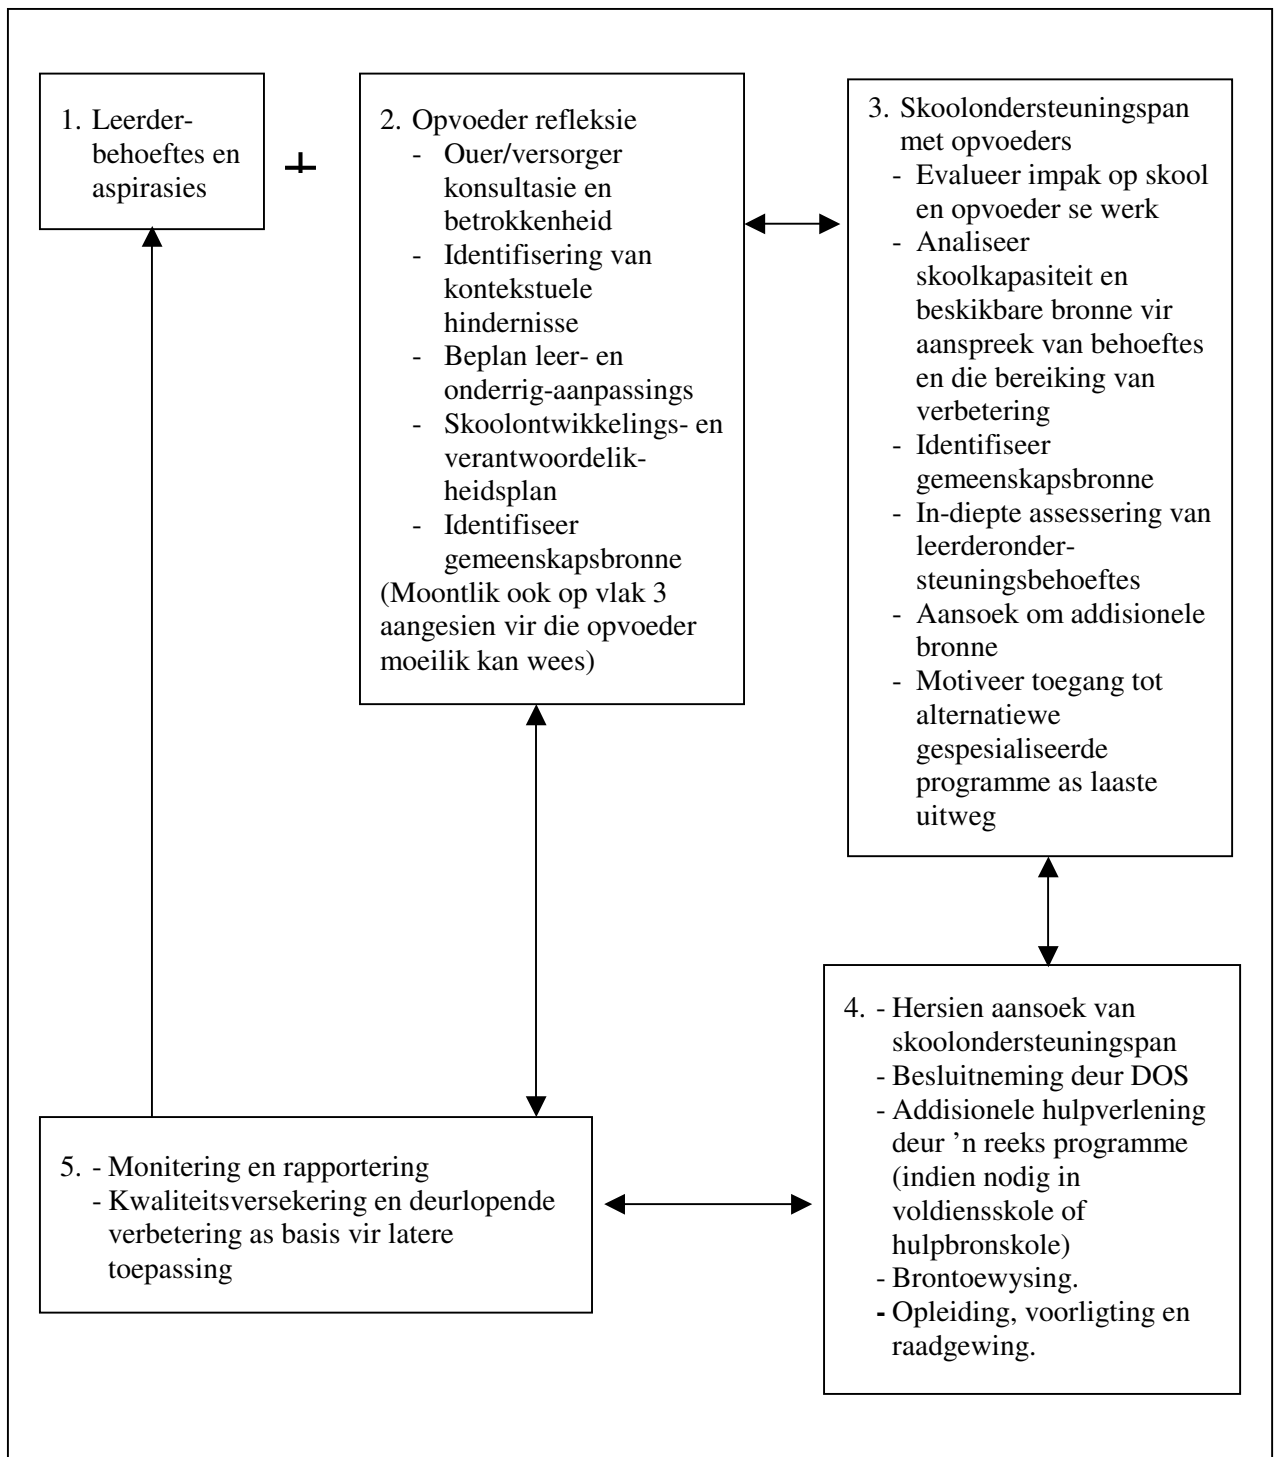 1. Leerder-
behoeftes en
aspirasies
+
2. Opvoeder refleksie
- Ouer/versorger
konsultasie en
betrokkenheid
- Identifisering van
kontekstuele
hindernisse
- Beplan leer- en
onderrig-aanpassings
- Skoolontwikkelings- en
verantwoordelik-
heidsplan
- Identifiseer
gemeenskapsbronne
(Moontlik ook op vlak 3
aangesien vir die opvoeder
moeilik kan wees)
3. Skoolondersteuningspan
met opvoeders
- Evalueer impak op skool
en opvoeder se werk
- Analiseer
skoolkapasiteit en
beskikbare bronne vir
aanspreek van behoeftes
en die bereiking van
verbetering
- Identifiseer
gemeenskapsbronne
- In-diepte assessering van
leerderonder-
steuningsbehoeftes
- Aansoek om addisionele
bronne
- Motiveer toegang tot
alternatiewe
gespesialiseerde
programme as laaste
uitweg
4. - Hersien aansoek van
skoolondersteuningspan
- Besluitneming deur DOS
- Addisionele hulpverlening
deur ’n reeks programme
(indien nodig in
voldiensskole of
hulpbronskole)
- Brontoewysing.
- Opleiding, voorligting en
raadgewing.
5. - Monitering en rapportering
- Kwaliteitsversekering en deurlopende
verbetering as basis vir latere
toepassing